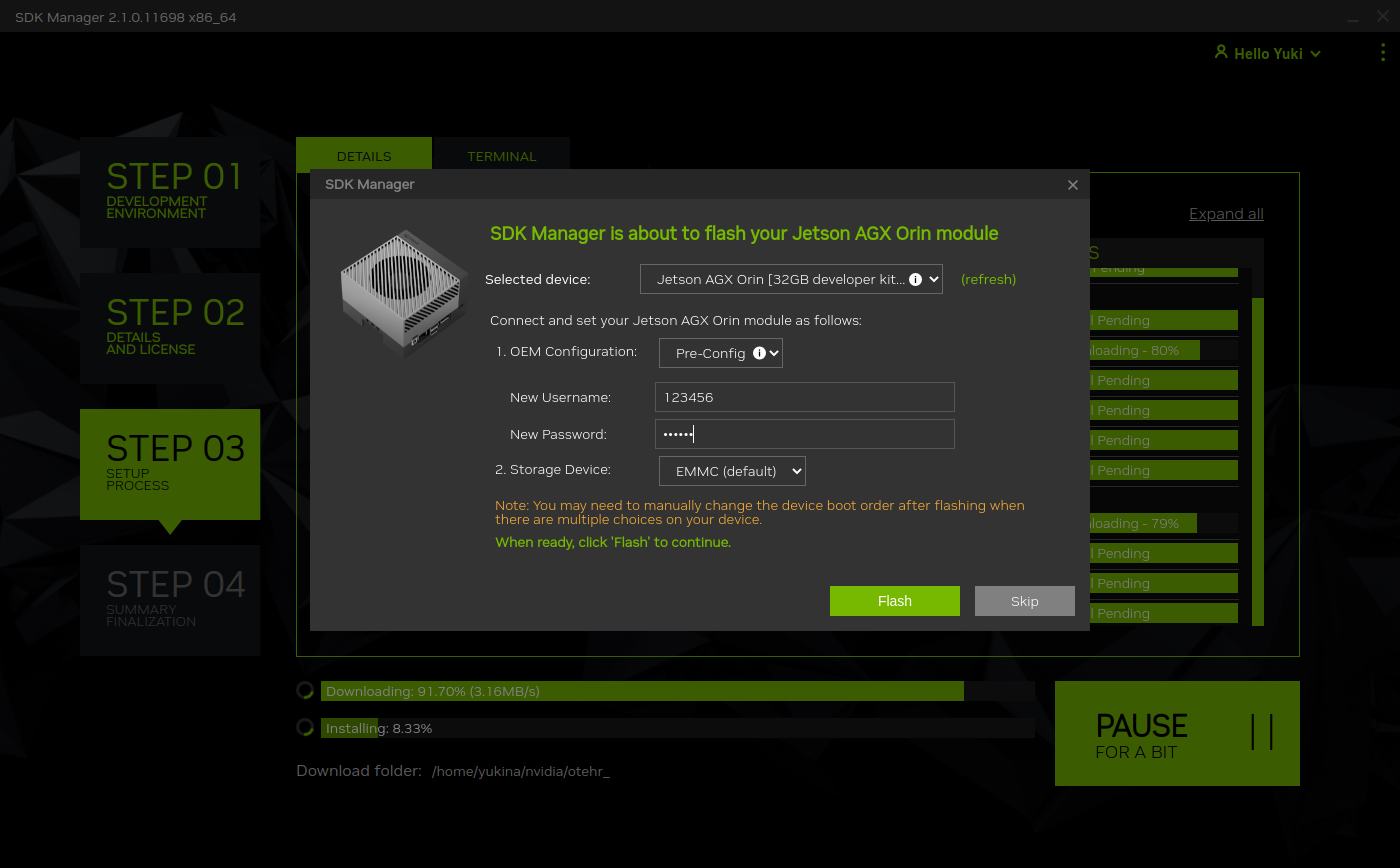 SDK Manager 2.1.0.11698 x86_64
Hello Yuki
STEP 01
DEVELOPMENT
ENVIRONMENT
STEP 02
DETAILS
AND LICENSE
STEP 03
SETUP
PROCESS
STEP 04
SUMMARY
FINALIZATION
DETAILS
TERMINAL
Expand all
SDK Manager
SDK Manager is about to flash your Jetson AGX Orin module
Selected device:
Jetson AGX Orin [32GB developer kit...
(refresh)
Connect and set your Jetson AGX Orin module as follows:
1. OEM Configuration:
Pre-Config
New Username:
123456
New Password:
••••••
2. Storage Device:
EMMC (default)
Note: You may need to manually change the device boot order after flashing when
there are multiple choices on your device.
When ready, click 'Flash' to continue.
Flash
Skip
S
Pending
Pending
loading - 80%
Pending
Pending
Pending
Pending
loading - 79%
Pending
Pending
Pending
Downloading: 91.70% (3.16MB/s)
Installing: 8.33%
Download folder: /home/yukina/nvidia/otehr_
PAUSE
FOR A BIT